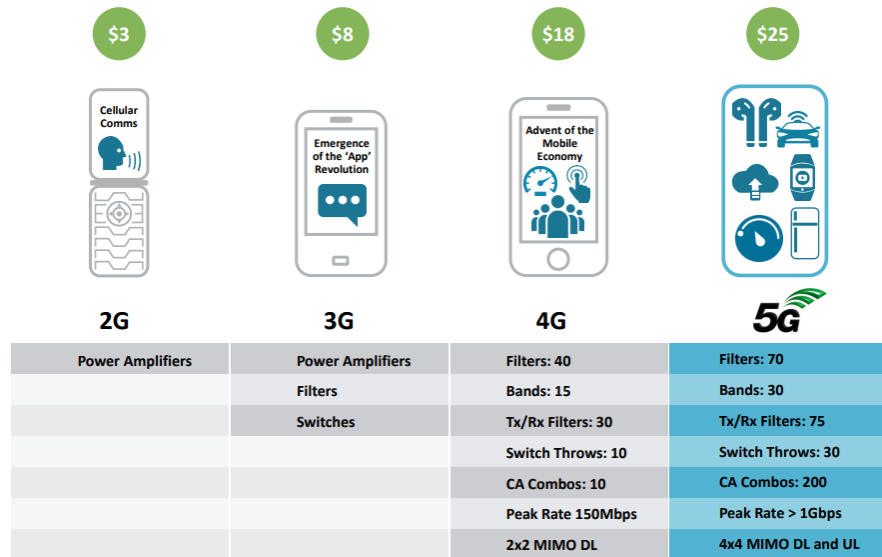 $3
$8
$18
$25
Cellular
Comms
Emergence
of the 'App'
Revolution
Advent of the
Mobile
Economy
2G
3G
4G
5G
Power Amplifiers
Power Amplifiers
Filters: 40
Filters: 70
Filters
Bands: 15
Bands: 30
Switches
Tx/Rx Filters: 30
Tx/Rx Filters: 75
Switch Throws: 10
Switch Throws: 30
CA Combos: 10
CA Combos: 200
Peak Rate 150Mbps
Peak Rate > 1Gbps
2x2 MIMO DL
4x4 MIMO DL and UL